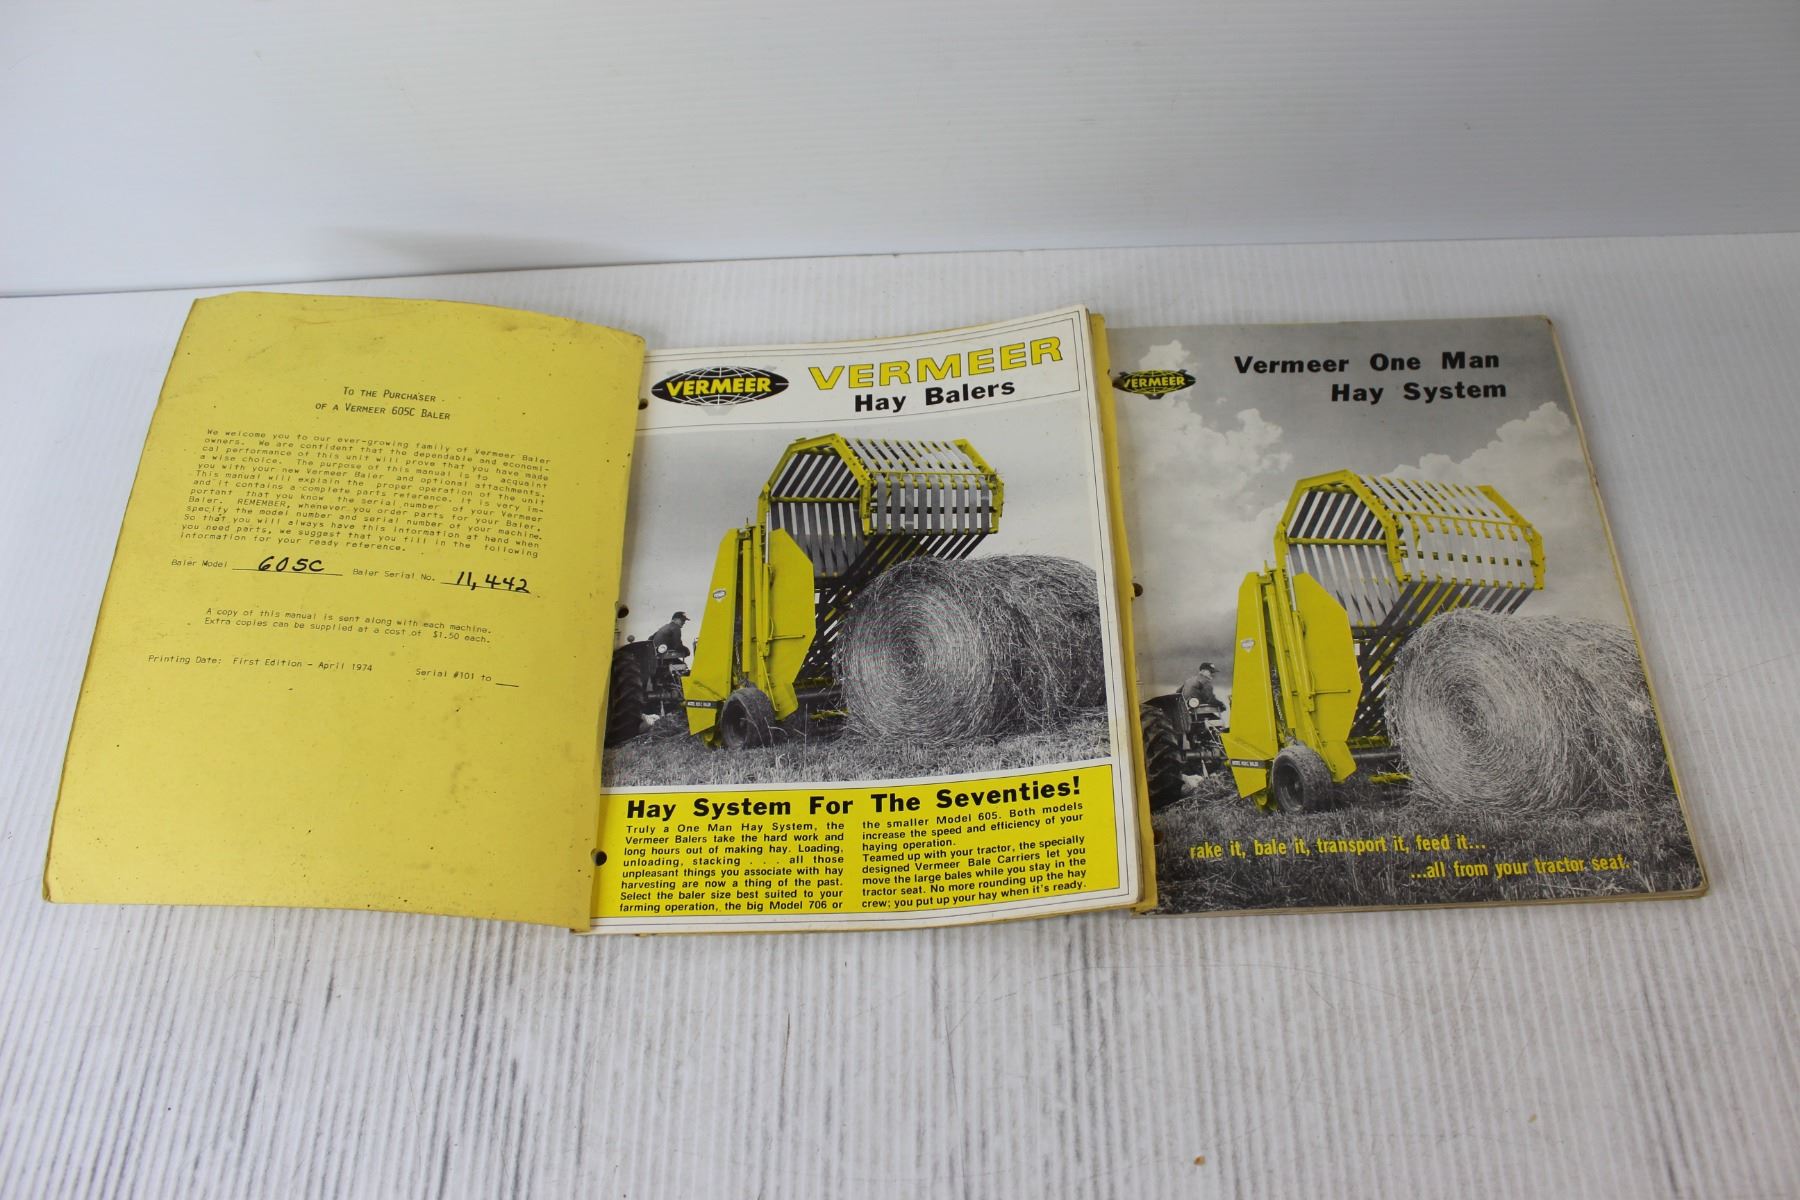 TO THE PURCHASER
OF A VERMEER 605C BALER
We welcome you to our ever-growing family of Vermeer Baler
owners. We are confident that the dependable and economi-
cal performance of this unit will prove that you have made
a wise choice. The purpose of this manual is to acquaint
you with your new Vermeer Baler and optional attachments.
This manual will explain the proper operation of the unit
and it contains a complete parts reference. It is very im-
portant that you know the serial number of your Vermeer
Baler. REMEMBER, whenever you order parts for your Baler,
specify the model number and serial number of your machine.
So that you will always have this information at hand when
you need parts, we suggest that you fill in the following
information for your ready reference.
Baler Model 605C Baler Serial No. 11,442
A copy of this manual is sent along with each machine.
Extra copies can be supplied at a cost of $1.50 each.
Printing Date: First Edition - April 1974 Serial #101 to
VERMEER
VERMEER
Hay Balers
Hay System For The Seventies!
Truly a One Man Hay System, the
Vermeer Balers take the hard work and
long hours out of making hay. Loading,
unloading, stacking . . . all those
unpleasant things you associate with hay
harvesting are now a thing of the past.
Select the baler size best suited to your
farming operation, the big Model 706 or
the smaller Model 605. Both models
increase the speed and efficiency of your
haying operation.
Teamed up with your tractor, the specially
designed Vermeer Bale Carriers let you
move the large bales while you stay in the
tractor seat. No more rounding up the hay
crew; you put up your hay when it's ready.
VERMEER
Vermeer One Man
Hay System
rake it, bale it, transport it, feed it...
...all from your tractor seat.